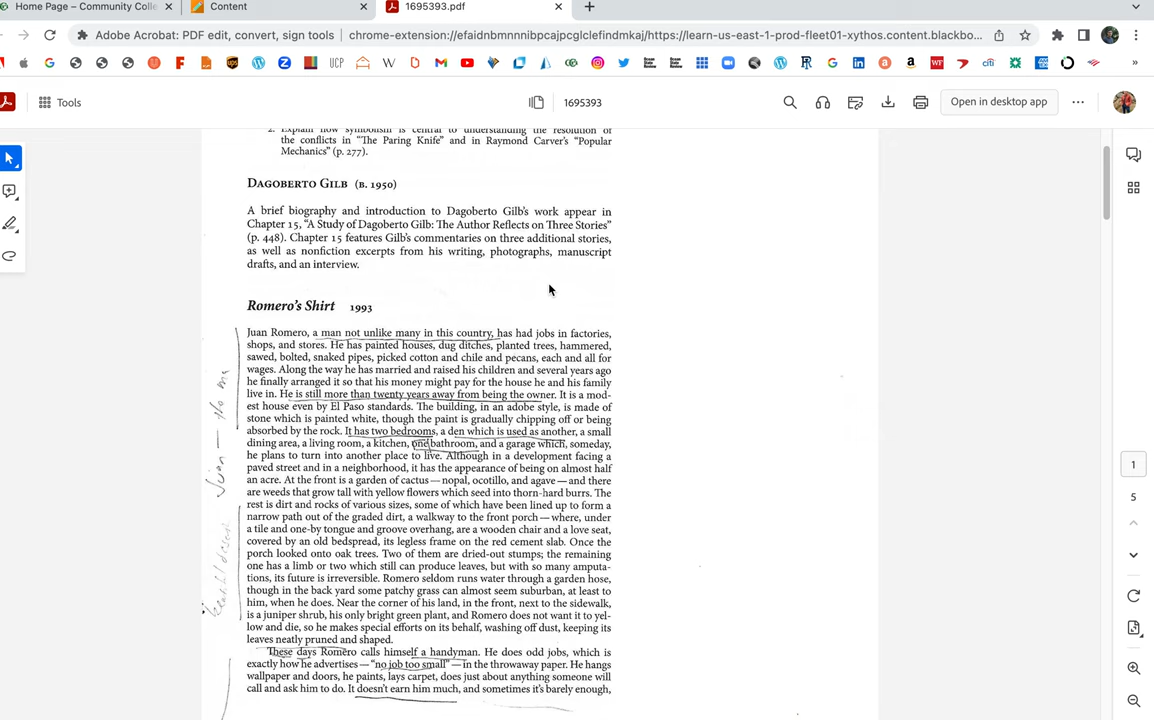 Home Page – Community Colle
Content
1695393.pdf
Adobe Acrobat: PDF edit, convert, sign tools | chrome-extension://efaidnbmnnnibpcajpcglclefindmkaj/https://learn-us-east-1-prod-fleet01-xythos.content.blackbo...
Tools
1695393
Open in desktop app
2. Explain how symbolism is central to understanding the resolution of
the conflicts in “The Paring Knife” and in Raymond Carver’s “Popular
Mechanics” (p. 277).
DAGOBERTO GILB (B. 1950)
A brief biography and introduction to Dagoberto Gilb’s work appear in
Chapter 15, “A Study of Dagoberto Gilb: The Author Reflects on Three Stories”
(p. 448). Chapter 15 features Gilb’s commentaries on three additional stories,
as well as nonfiction excerpts from his writing, photographs, manuscript
drafts, and an interview.
Romero’s Shirt 1993
Juan Romero, a man not unlike many in this country, has had jobs in factories,
shops, and stores. He has painted houses, dug ditches, planted trees, hammered,
sawed, bolted, snaked pipes, picked cotton and chile and pecans, each and all for
wages. Along the way he has married and raised his children and several years ago
he finally arranged it so that his money might pay for the house he and his family
live in. He is still more than twenty years away from being the owner. It is a mod-
est house even by El Paso standards. The building, in an adobe style, is made of
stone which is painted white, though the paint is gradually chipping off or being
absorbed by the rock. It has two bedrooms, a den which is used as another, a small
dining area, a living room, a kitchen, one bathroom, and a garage which, someday,
he plans to turn into another place to live. Although in a development facing a
paved street and in a neighborhood, it has the appearance of being on almost half
an acre. At the front is a garden of cactus — nopal, ocotillo, and agave — and there
are weeds that grow tall with yellow flowers which seed into thorn-hard burrs. The
rest is dirt and rocks of various sizes, some of which have been lined up to form a
narrow path out of the graded dirt, a walkway to the front porch — where, under
a tile and one-by tongue and groove overhang, are a wooden chair and a love seat,
covered by an old bedspread, its legless frame on the red cement slab. Once the
porch looked onto oak trees. Two of them are dried-out stumps; the remaining
one has a limb or two which still can produce leaves, but with so many amputa-
tions, its future is irreversible. Romero seldom runs water through a garden hose,
though in the back yard some patchy grass can almost seem suburban, at least to
him, when he does. Near the corner of his land, in the front, next to the sidewalk,
is a juniper shrub, his only bright green plant, and Romero does not want it to yel-
low and die, so he makes special efforts on its behalf, washing off dust, keeping its
leaves neatly pruned and shaped.
These days Romero calls himself a handyman. He does odd jobs, which is
exactly how he advertises — “no job too small” — in the throwaway paper. He hangs
wallpaper and doors, he paints, lays carpet, does just about anything someone will
call and ask him to do. It doesn’t earn him much, and sometimes it’s barely enough,
Juan
1
5